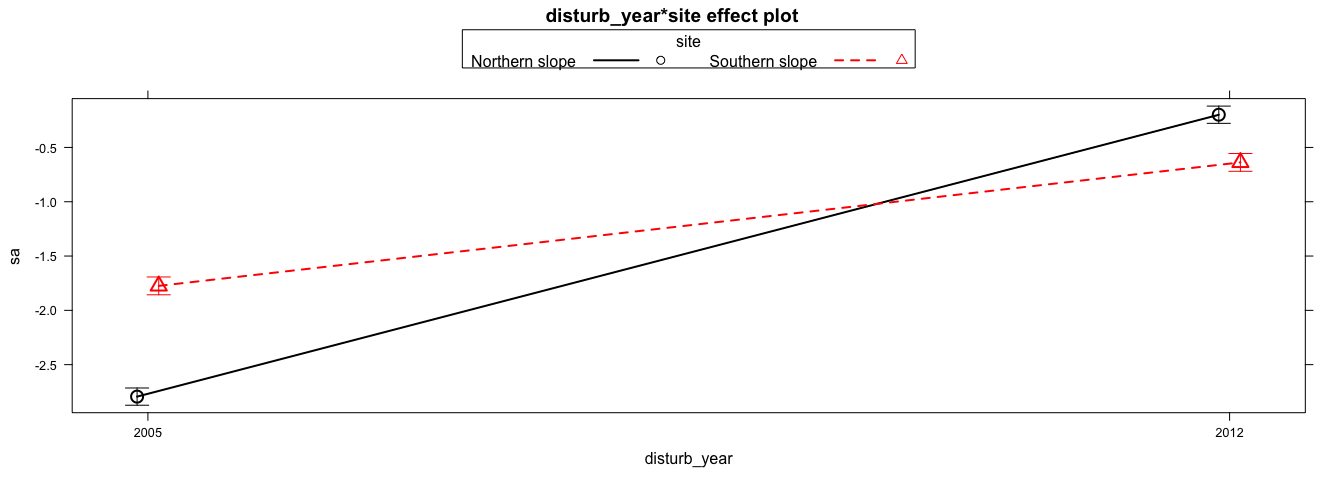 disturb_year*site effect plot
site
Northern slope Southern slope
-0.5
-1.0
-1.5
-2.0
-2.5
sa
2005 2012
disturb_year